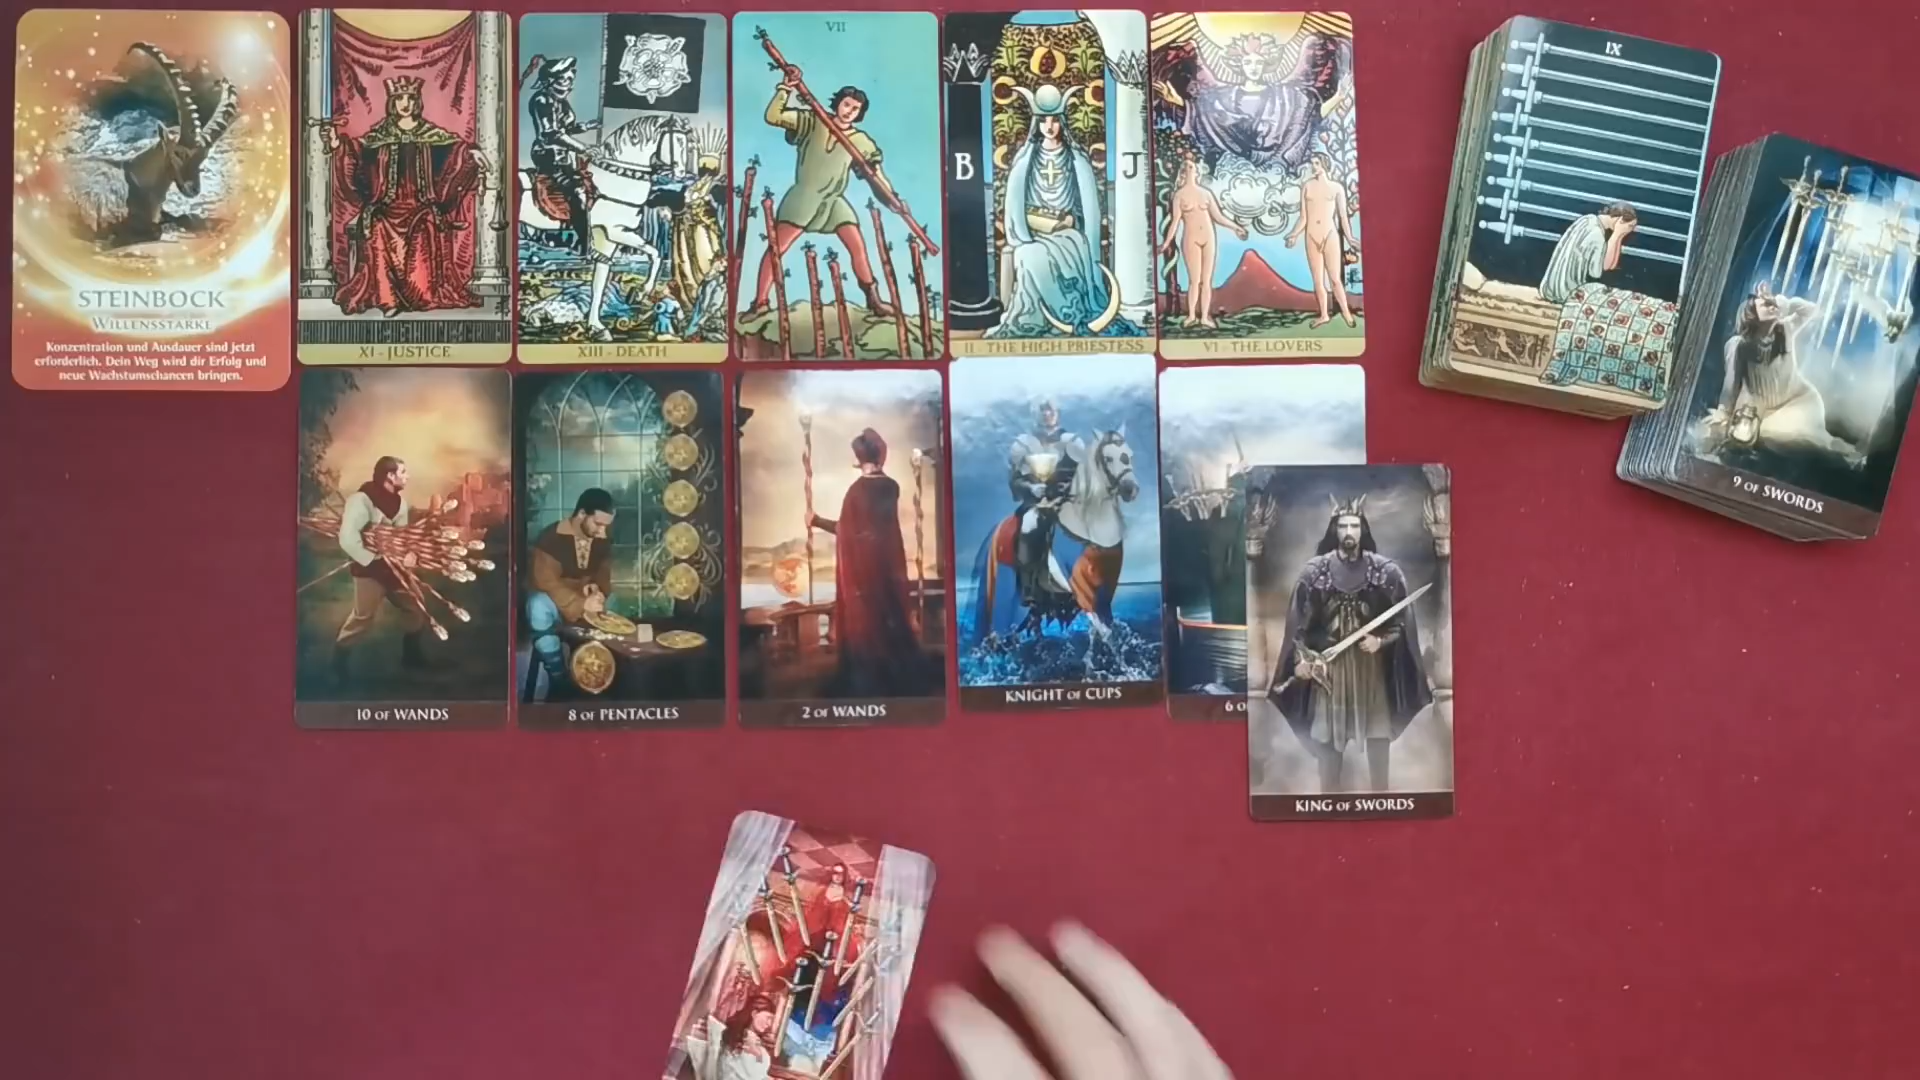 STEINBOCK
WILLENSSTÄRKE
Konzentration und Ausdauer sind jetzt
erforderlich. Dein Weg wird dir Erfolg und
neue Wachstumschancen bringen.
XI - JUSTICE
XIII - DEATH
VII
B
J
II - THE HIGH PRIESTESS
VI - THE LOVERS
IX
9 OF SWORDS
10 OF WANDS
8 OF PENTACLES
2 OF WANDS
KNIGHT OF CUPS
6
KING OF SWORDS